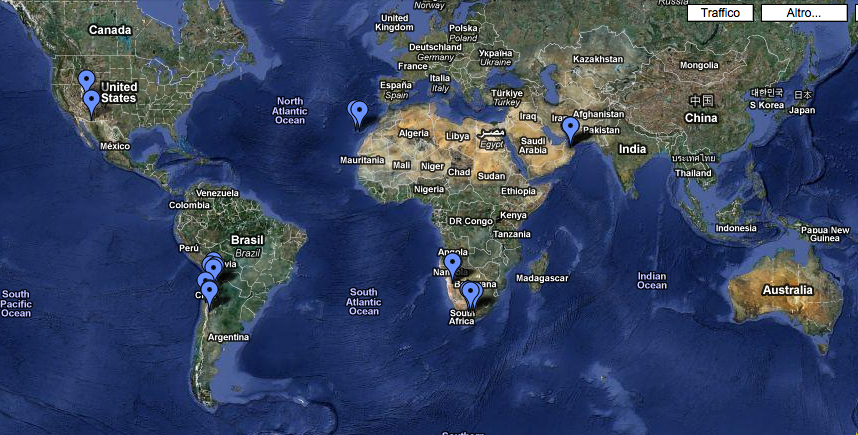 Norway
Russia
Traffico
Altro...
Canada
United
Kingdom
Polska
Poland
Deutschland
Germany
Україна
Ukraine
France
Kazakhstan
Mongolia
Italia
Italy
España
Spain
Türkiye
Turkey
United
States
North
Atlantic
Ocean
中国
China
대한민국
S Korea
日本
Japan
Iraq
Afghanistan
Pakistan
Algeria
Libya
مصر
Egypt
Saudi
Arabia
India
México
Mauritania
Mali
Niger
Chad
Sudan
ประเทศไทย
Thailand
Venezuela
Colombia
Nigeria
Ethiopia
Kenya
DR Congo
Tanzania
Indonesia
Papua New
Guinea
Perú
Brasil
Brazil
Angola
Madagascar
Indian
Ocean
South
Pacific
Ocean
South
Atlantic
Ocean
Australia
South
Africa
Argentina
Southern